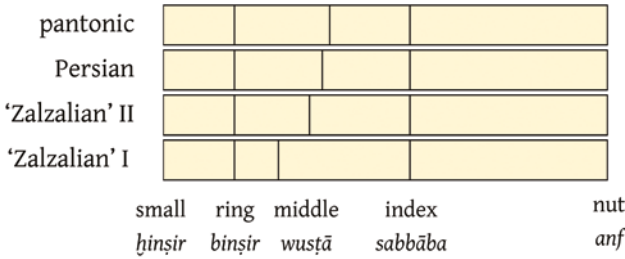 pantonic
Persian
‘Zalzalian’ II
‘Zalzalian’ I
small ring middle index nut
ḫinṣir binṣir wusṭā sabbāba anf